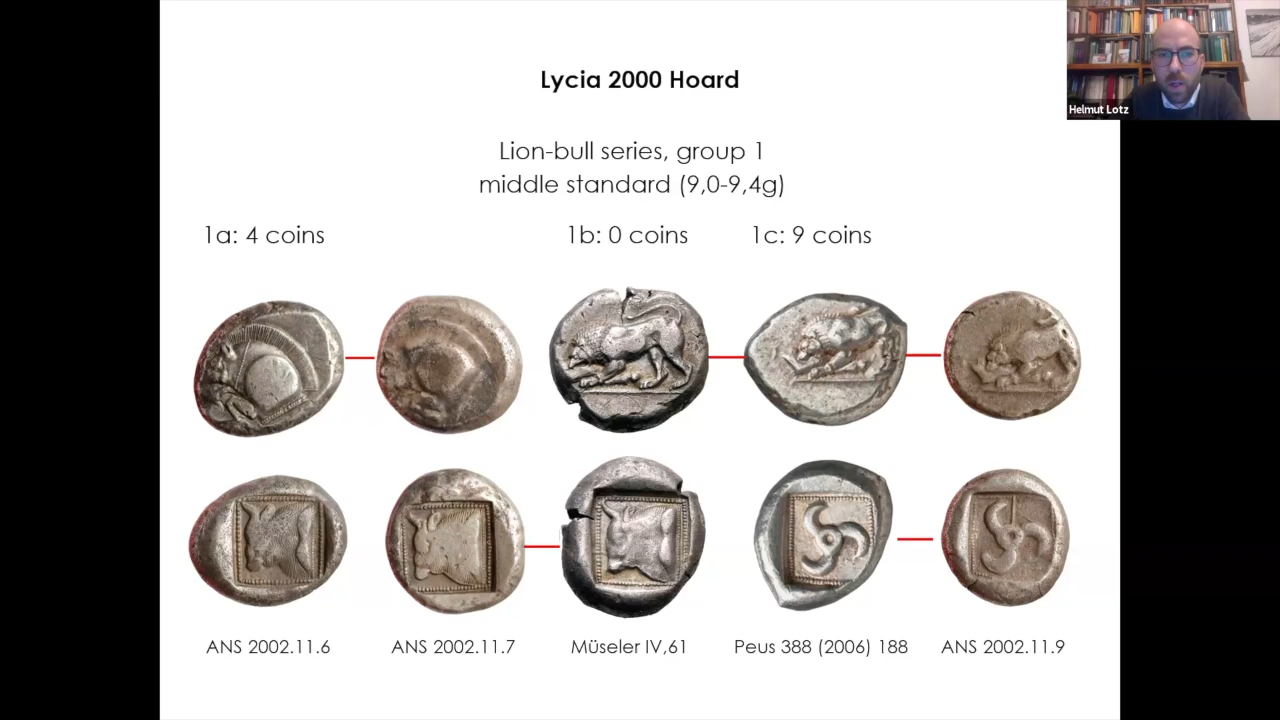 Lycia 2000 Hoard
Helmut Lotz
Lion-bull series, group 1
middle standard (9,0-9,4g)
1a: 4 coins
1b: 0 coins
1c: 9 coins
ANS 2002.11.6
ANS 2002.11.7
Müseler IV,61
Peus 388 (2006) 188
ANS 2002.11.9